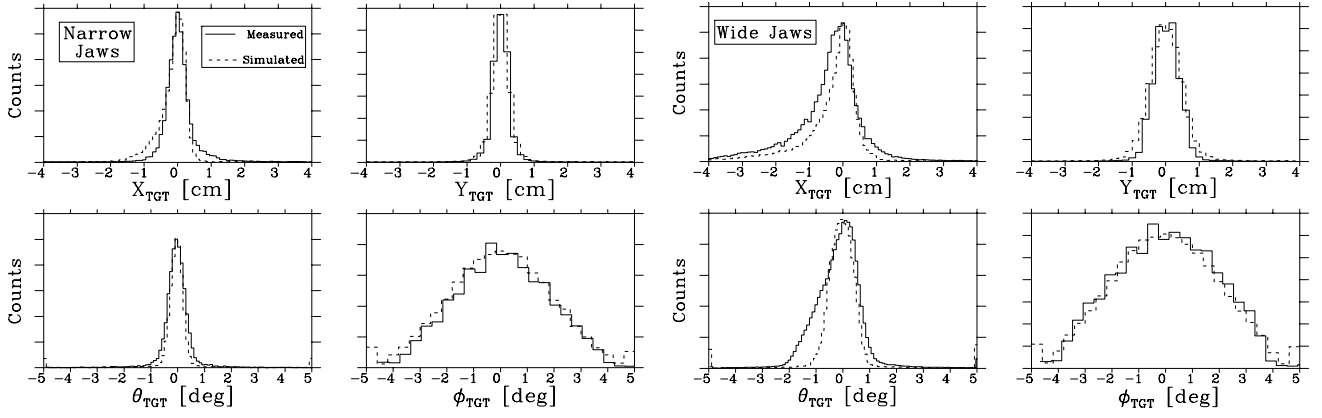 Narrow
Jaws
Measured
Simulated
Counts
-4 -3 -2 -1 0 1 2 3 4
X_TGT [cm]
-4 -3 -2 -1 0 1 2 3 4
Y_TGT [cm]
Wide Jaws
Counts
-4 -3 -2 -1 0 1 2 3 4
X_TGT [cm]
-4 -3 -2 -1 0 1 2 3 4
Y_TGT [cm]
Counts
-5 -4 -3 -2 -1 0 1 2 3 4 5
θ_TGT [deg]
-5 -4 -3 -2 -1 0 1 2 3 4 5
ϕ_TGT [deg]
Counts
-5 -4 -3 -2 -1 0 1 2 3 4 5
θ_TGT [deg]
-5 -4 -3 -2 -1 0 1 2 3 4 5
ϕ_TGT [deg]